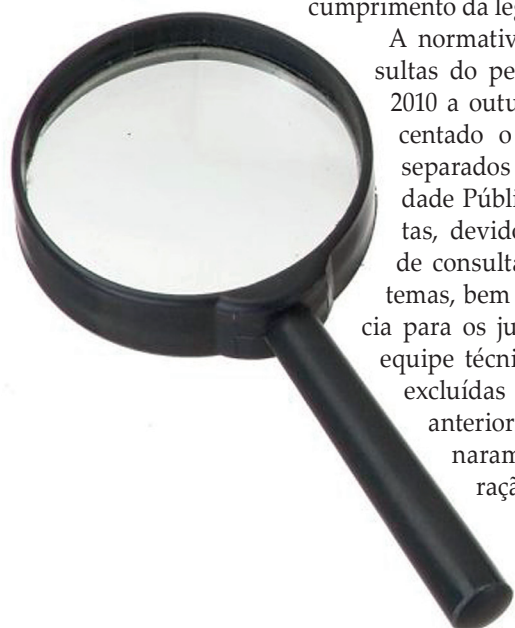 cumprimento da leg
A normativ
sultas do pe
2010 a outu
centado o
separados
dade Públi
tas, devido
de consulta
temas, bem
cia para os ju
equipe técni
excluídas
anterior
naram
raçã